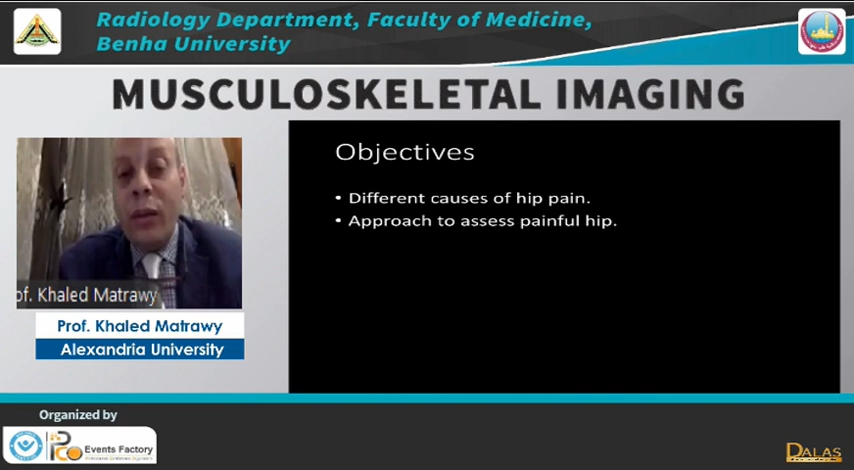 Radiology Department, Faculty of Medicine,
Benha University
MUSCULOSKELETAL IMAGING
Objectives
• Different causes of hip pain.
• Approach to assess painful hip.
of. Khaled Matrawy
Prof. Khaled Matrawy
Alexandria University
Organized by
Pco Events Factory
DALAS